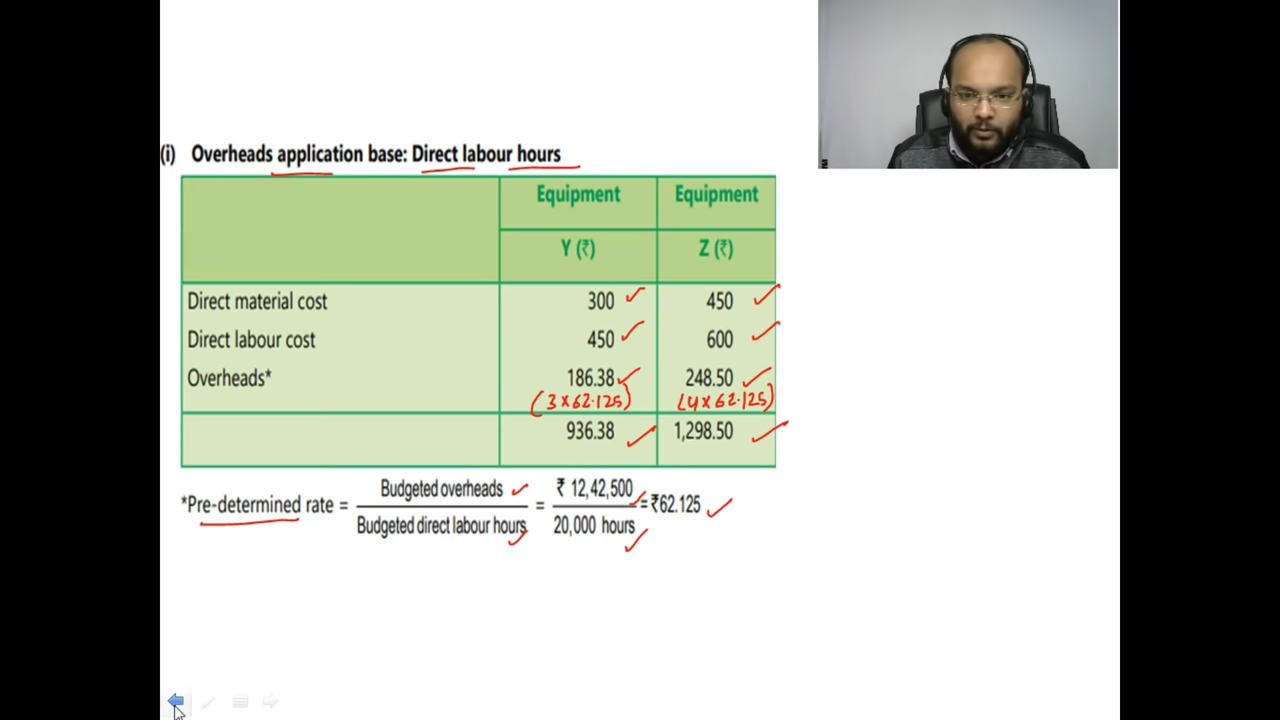 (i) Overheads application base: Direct labour hours
Equipment Equipment
Y (₹) Z (₹)
Direct material cost 300 450
Direct labour cost 450 600
Overheads* 186.38 248.50
(3×62.125) (4×62.125)
936.38 1,298.50
*Pre-determined rate = Budgeted overheads / Budgeted direct labour hours = ₹ 12,42,500 / 20,000 hours = ₹62.125